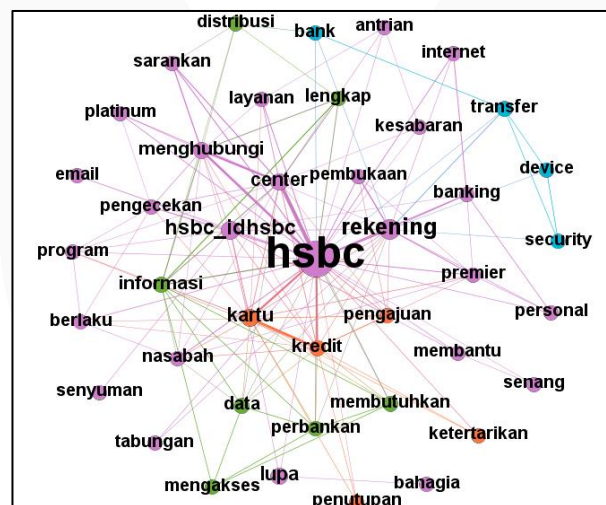 distribusi
bank
antrian
sarankan
internet
layanan
lengkap
transfer
platinum
kesabaran
menghubungi
device
email
center
pembukaan
banking
pengecekan
hsbc_idhsbc
rekening
security
program
hsbc
premier
informasi
berlaku
kartu
pengajuan
personal
nasabah
kredit
membantu
senyuman
senang
data
membutuhkan
tabungan
perbankan
ketertarikan
mengakses
lupa
bahagia
penutupan